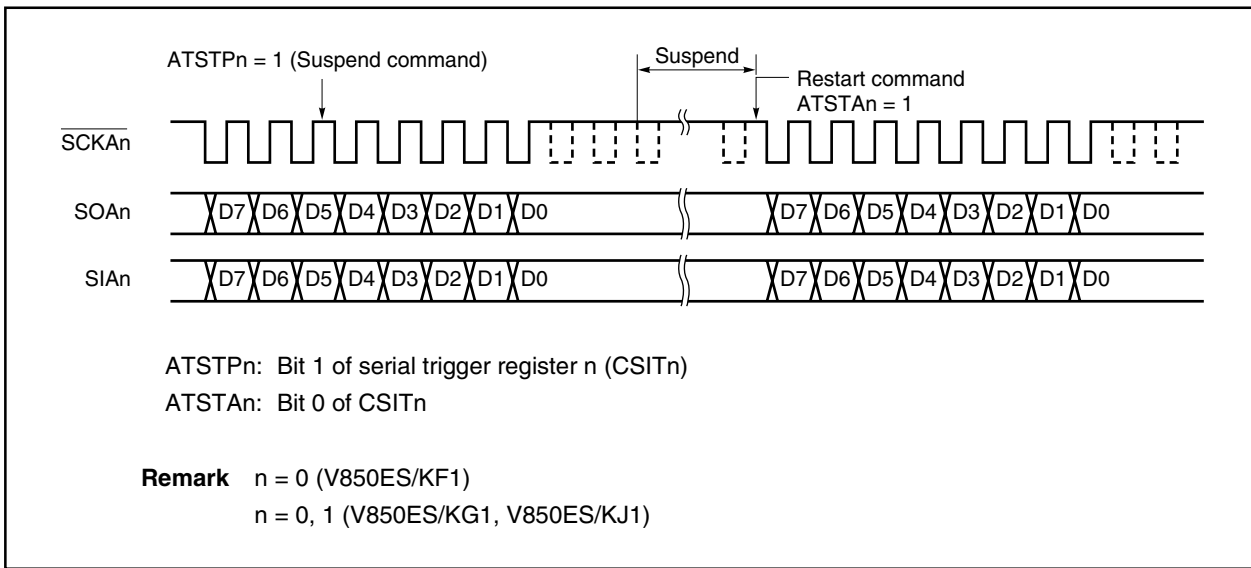 ATSTPn = 1 (Suspend command)
Suspend
Restart command
ATSTAn = 1
SCKAn
SOAn D7 D6 D5 D4 D3 D2 D1 D0 D7 D6 D5 D4 D3 D2 D1 D0
SIAn D7 D6 D5 D4 D3 D2 D1 D0 D7 D6 D5 D4 D3 D2 D1 D0
ATSTPn: Bit 1 of serial trigger register n (CSITn)
ATSTAn: Bit 0 of CSITn
Remark n = 0 (V850ES/KF1)
n = 0, 1 (V850ES/KG1, V850ES/KJ1)